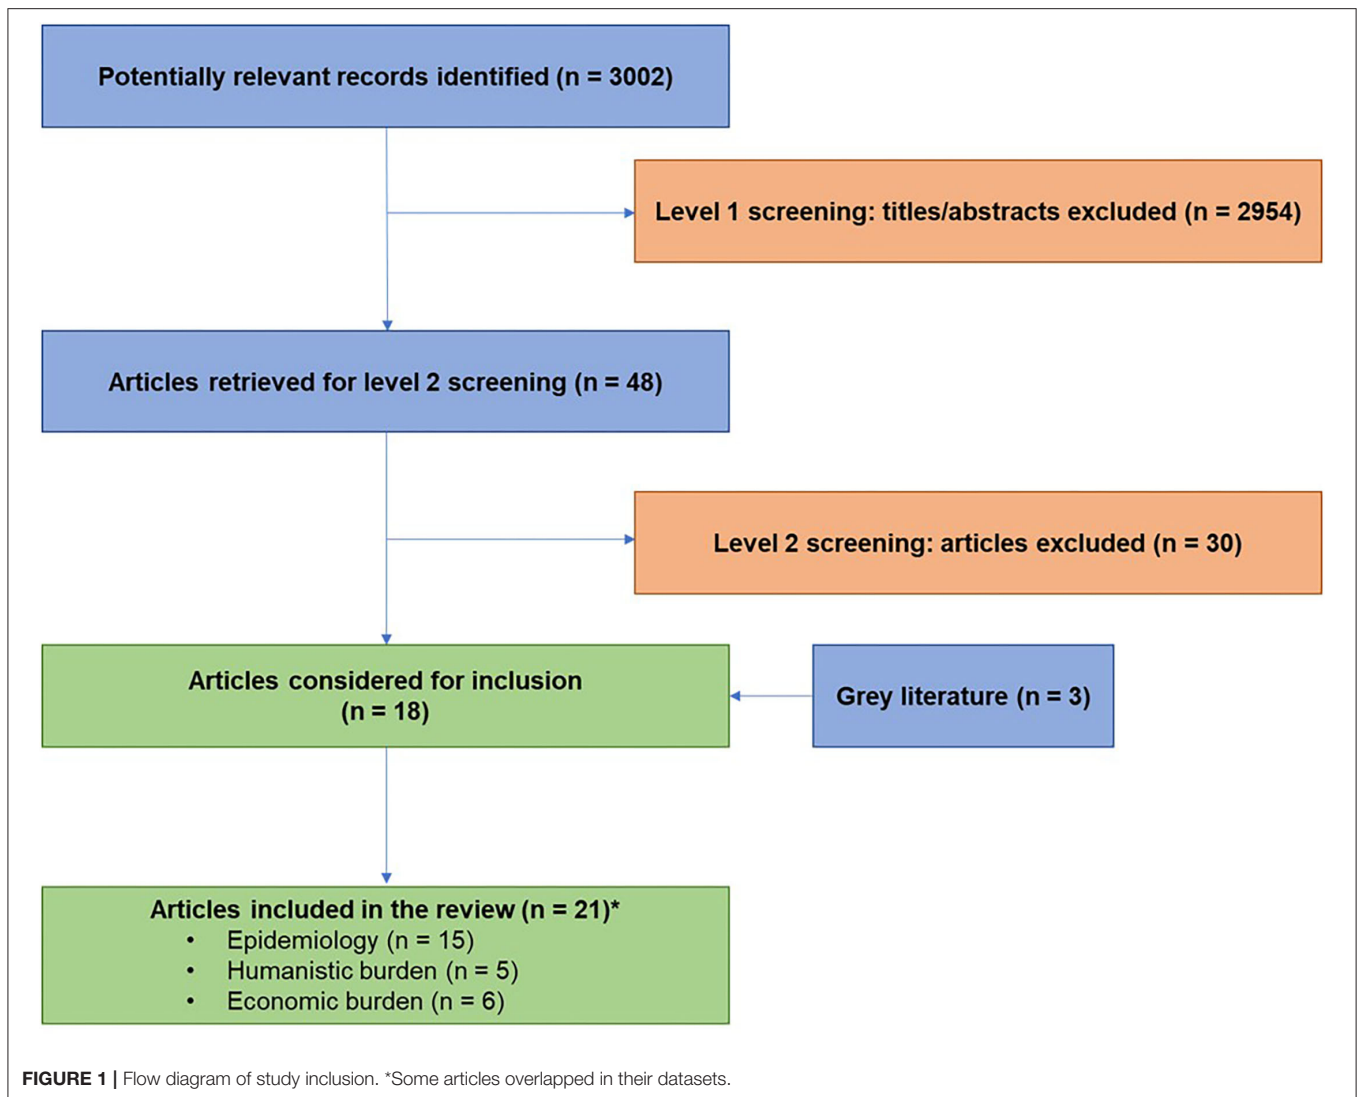 Potentially relevant records identified (n = 3002)
Level 1 screening: titles/abstracts excluded (n = 2954)
Articles retrieved for level 2 screening (n = 48)
Level 2 screening: articles excluded (n = 30)
Articles considered for inclusion
(n = 18)
Grey literature (n = 3)
Articles included in the review (n = 21)*
• Epidemiology (n = 15)
• Humanistic burden (n = 5)
• Economic burden (n = 6)
FIGURE 1 | Flow diagram of study inclusion. *Some articles overlapped in their datasets.